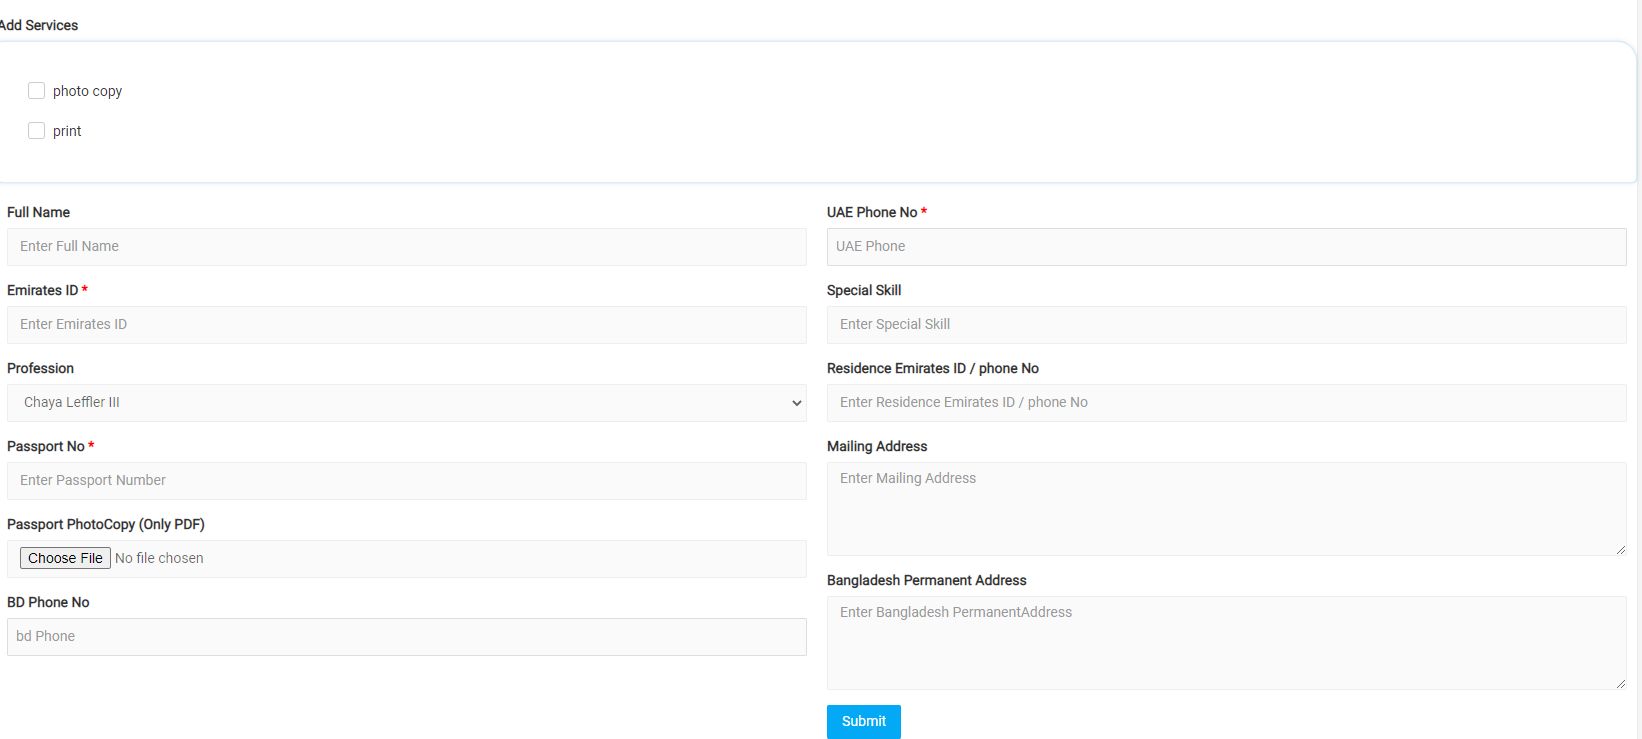 Add Services
photo copy
print
Full Name
Enter Full Name
Emirates ID *
Enter Emirates ID
Profession
Chaya Leffler III
Passport No *
Enter Passport Number
Passport PhotoCopy (Only PDF)
Choose File No file chosen
BD Phone No
bd Phone
UAE Phone No *
UAE Phone
Special Skill
Enter Special Skill
Residence Emirates ID / phone No
Enter Residence Emirates ID / phone No
Mailing Address
Enter Mailing Address
Bangladesh Permanent Address
Enter Bangladesh PermanentAddress
Submit